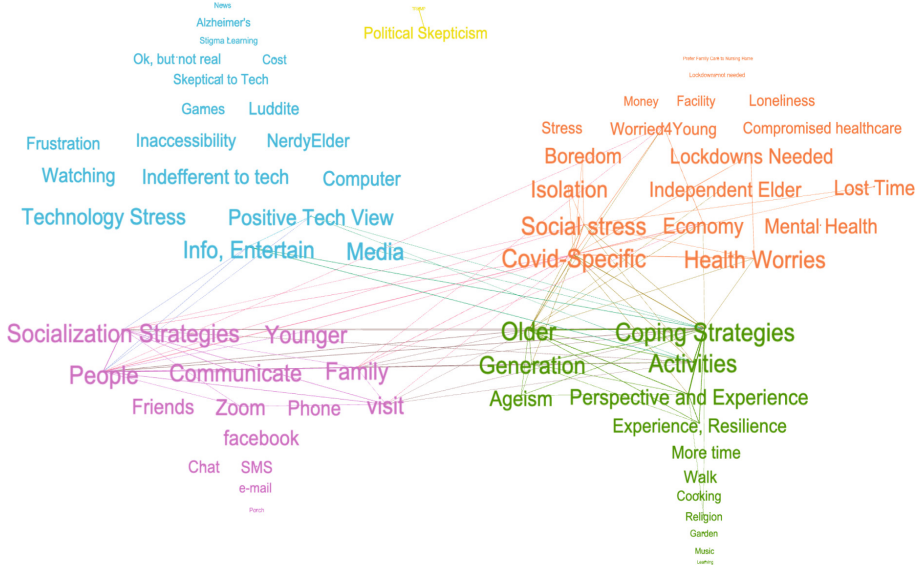 News
Alzheimer's
Stigma Learning
Ok, but not real
Cost
Skeptical to Tech
Games
Luddite
Frustration
Inaccessibility
NerdyElder
Watching
Indefferent to tech
Computer
Technology Stress
Positive Tech View
Info, Entertain
Media
Political Skepticism
Lockdownsnot needed
Money
Facility
Loneliness
Stress
Worried4Young
Compromised healthcare
Boredom
Lockdowns Needed
Isolation
Independent Elder
Lost Time
Social stress
Economy
Mental Health
Covid-Specific
Health Worries
Socialization Strategies
Younger
People
Communicate
Family
Friends
Zoom
Phone
visit
facebook
Chat
SMS
e-mail
Porch
Older
Coping Strategies
Generation
Activities
Ageism
Perspective and Experience
Experience, Resilience
More time
Walk
Cooking
Religion
Garden
Music
Learning